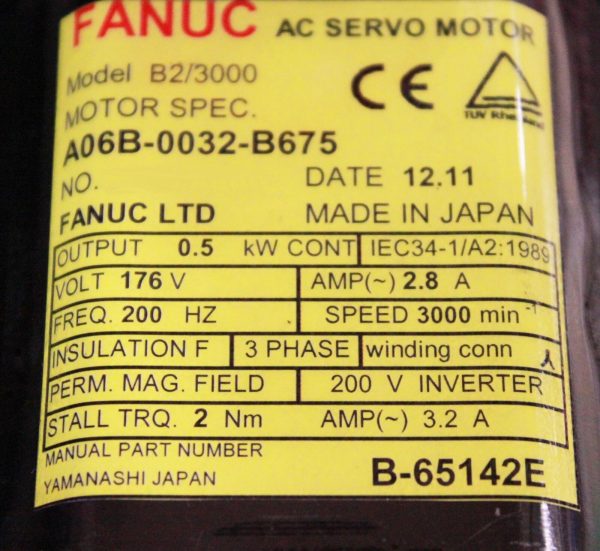 FANUC AC SERVO MOTOR
Model B2/3000
MOTOR SPEC.
CE
TÜV Rheinland
A06B-0032-B675
NO. DATE 12.11
FANUC LTD MADE IN JAPAN
OUTPUT 0.5 kW CONT IEC34-1/A2:1989
VOLT 176 V AMP(~) 2.8 A
FREQ. 200 HZ SPEED 3000 min⁻¹
INSULATION F 3 PHASE winding conn
PERM. MAG. FIELD 200 V INVERTER
STALL TRQ. 2 Nm AMP(~) 3.2 A
MANUAL PART NUMBER
YAMANASHI JAPAN B-65142E